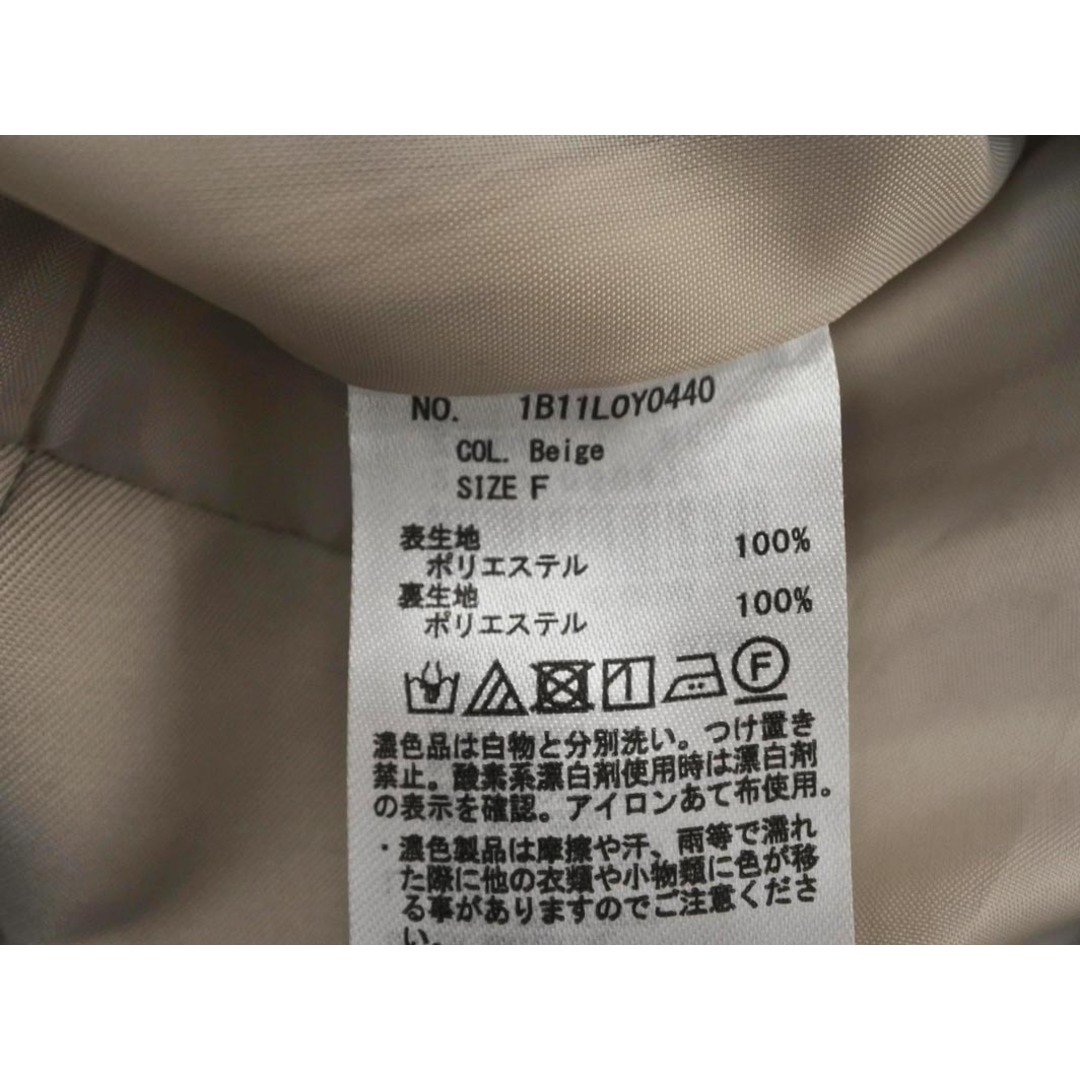 NO. 1B11L0Y0440
COL. Beige
SIZE F
表生地
ポリエステル 100%
裏生地
ポリエステル 100%
F
濃色品は白物と分別洗い。つけ置き
禁止。酸素系漂白剤使用時は漂白剤
の表示を確認。アイロンあて布使用。
・濃色製品は摩擦や汗、雨等で濡れ
た際に他の衣類や小物類に色が移
る事がありますのでご注意くださ
い。